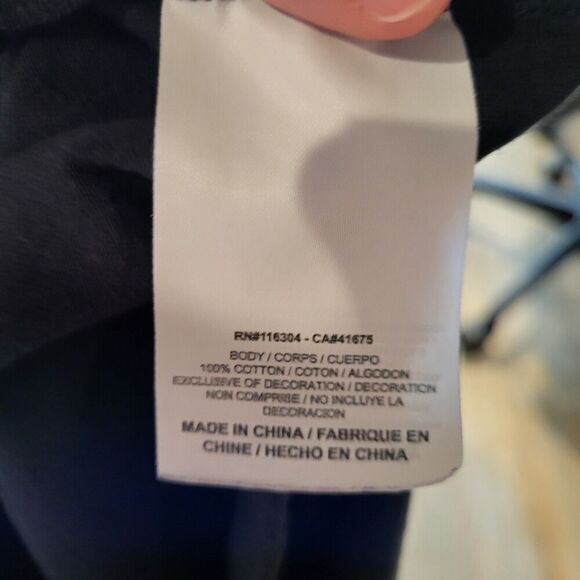 RN#116304 - CA#41675
BODY / CORPS / CUERPO
100% COTTON / COTON / ALGODON
EXCLUSIVE OF DECORATION / DECORATION
NON COMPRISE / NO INCLUYE LA
DECORACION
MADE IN CHINA / FABRIQUE EN
CHINE / HECHO EN CHINA